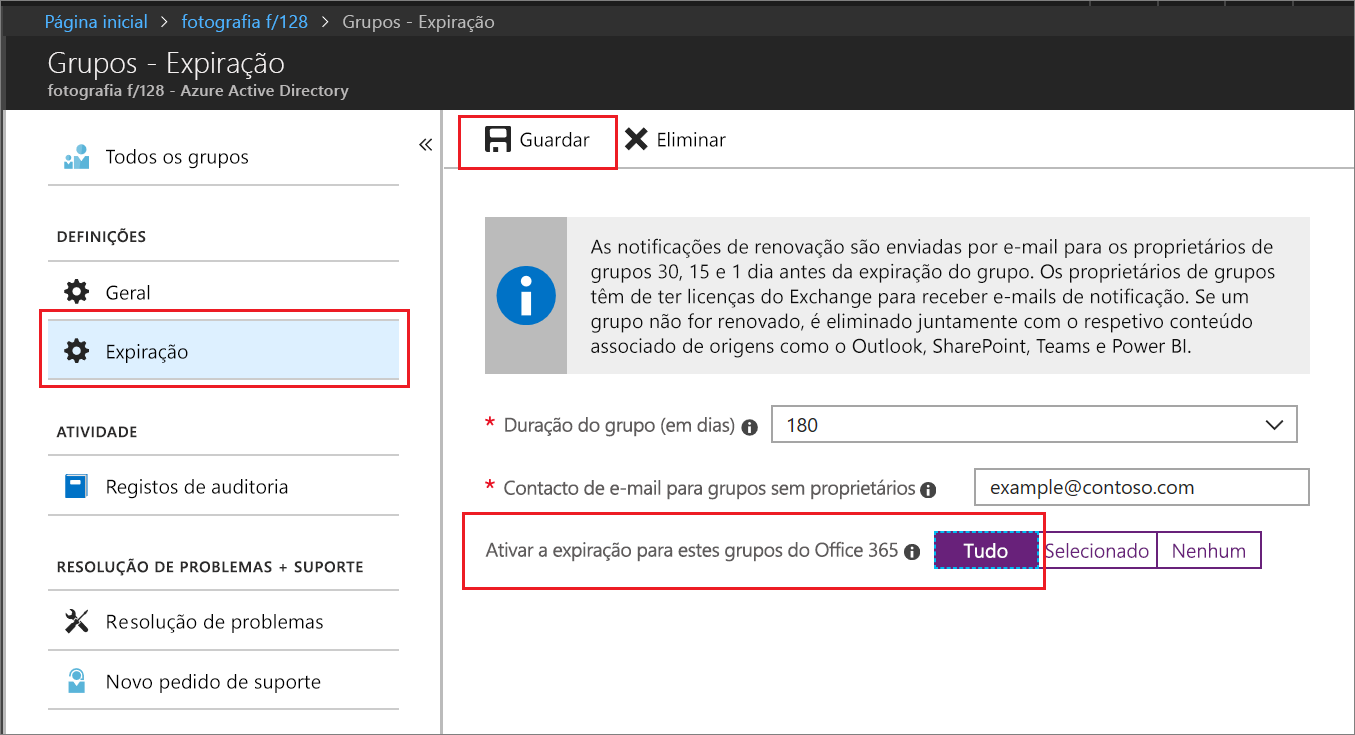 Página inicial > fotografia f/128 > Grupos - Expiração
Grupos - Expiração
fotografia f/128 - Azure Active Directory
«
Todos os grupos
DEFINIÇÕES
Geral
Expiração
ATIVIDADE
Registos de auditoria
RESOLUÇÃO DE PROBLEMAS + SUPORTE
Resolução de problemas
Novo pedido de suporte
Guardar Eliminar
As notificações de renovação são enviadas por e-mail para os proprietários de
grupos 30, 15 e 1 dia antes da expiração do grupo. Os proprietários de grupos
têm de ter licenças do Exchange para receber e-mails de notificação. Se um
grupo não for renovado, é eliminado juntamente com o respetivo conteúdo
associado de origens como o Outlook, SharePoint, Teams e Power BI.
* Duração do grupo (em dias) 180
* Contacto de e-mail para grupos sem proprietários example@contoso.com
Ativar a expiração para estes grupos do Office 365 Tudo Selecionado Nenhum